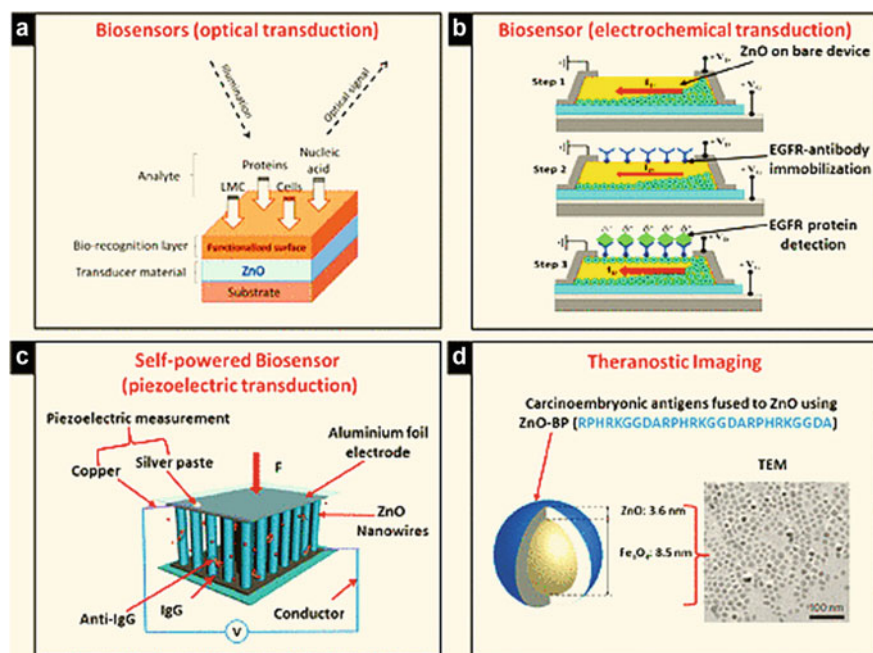 a
Biosensors (optical transduction)
Illumination
Optical signal
Analyte
LMC
Proteins
Cells
Nucleic
acid
Bio-recognition layer
Functionalized surface
Transducer material
ZnO
Substrate
b
Biosensor (electrochemical transduction)
ZnO on bare device
Step 1
EGFR-antibody
immobilization
Step 2
EGFR protein
detection
Step 3
c
Self-powered Biosensor
(piezoelectric transduction)
Piezoelectric measurement
Copper
Silver paste
F
Aluminium foil
electrode
ZnO
Nanowires
Anti-IgG
IgG
Conductor
V
d
Theranostic Imaging
Carcinoembryonic antigens fused to ZnO using
ZnO-BP (RPHRKGGDARPHRKGGDARPHRKGGDA)
TEM
ZnO: 3.6 nm
Fe₃O₄: 8.5 nm
100 nm